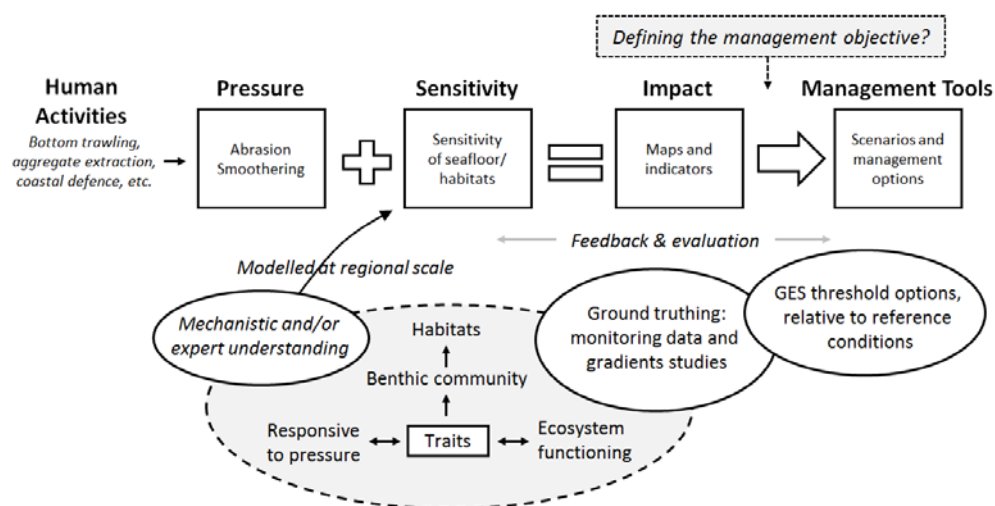 Defining the management objective?
Human
Activities
Bottom trawling,
aggregate extraction,
coastal defence, etc.
Pressure
Abrasion
Smoothering
Sensitivity
Sensitivity
of seafloor/
habitats
Impact
Maps and
indicators
Management Tools
Scenarios and
management
options
Feedback & evaluation
Modelled at regional scale
Mechanistic and/or
expert understanding
Habitats
Benthic community
Responsive
to pressure
Traits
Ecosystem
functioning
Ground truthing:
monitoring data and
gradients studies
GES threshold options,
relative to reference
conditions